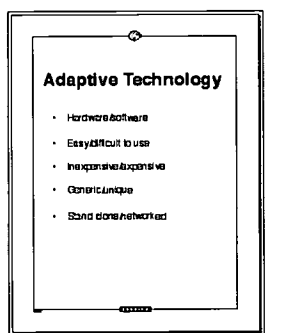 Adaptive Technology
• Hardware/software
• Easy/difficult to use
• Inexpensive/expensive
• Generic/unique
• Stand alone/networked